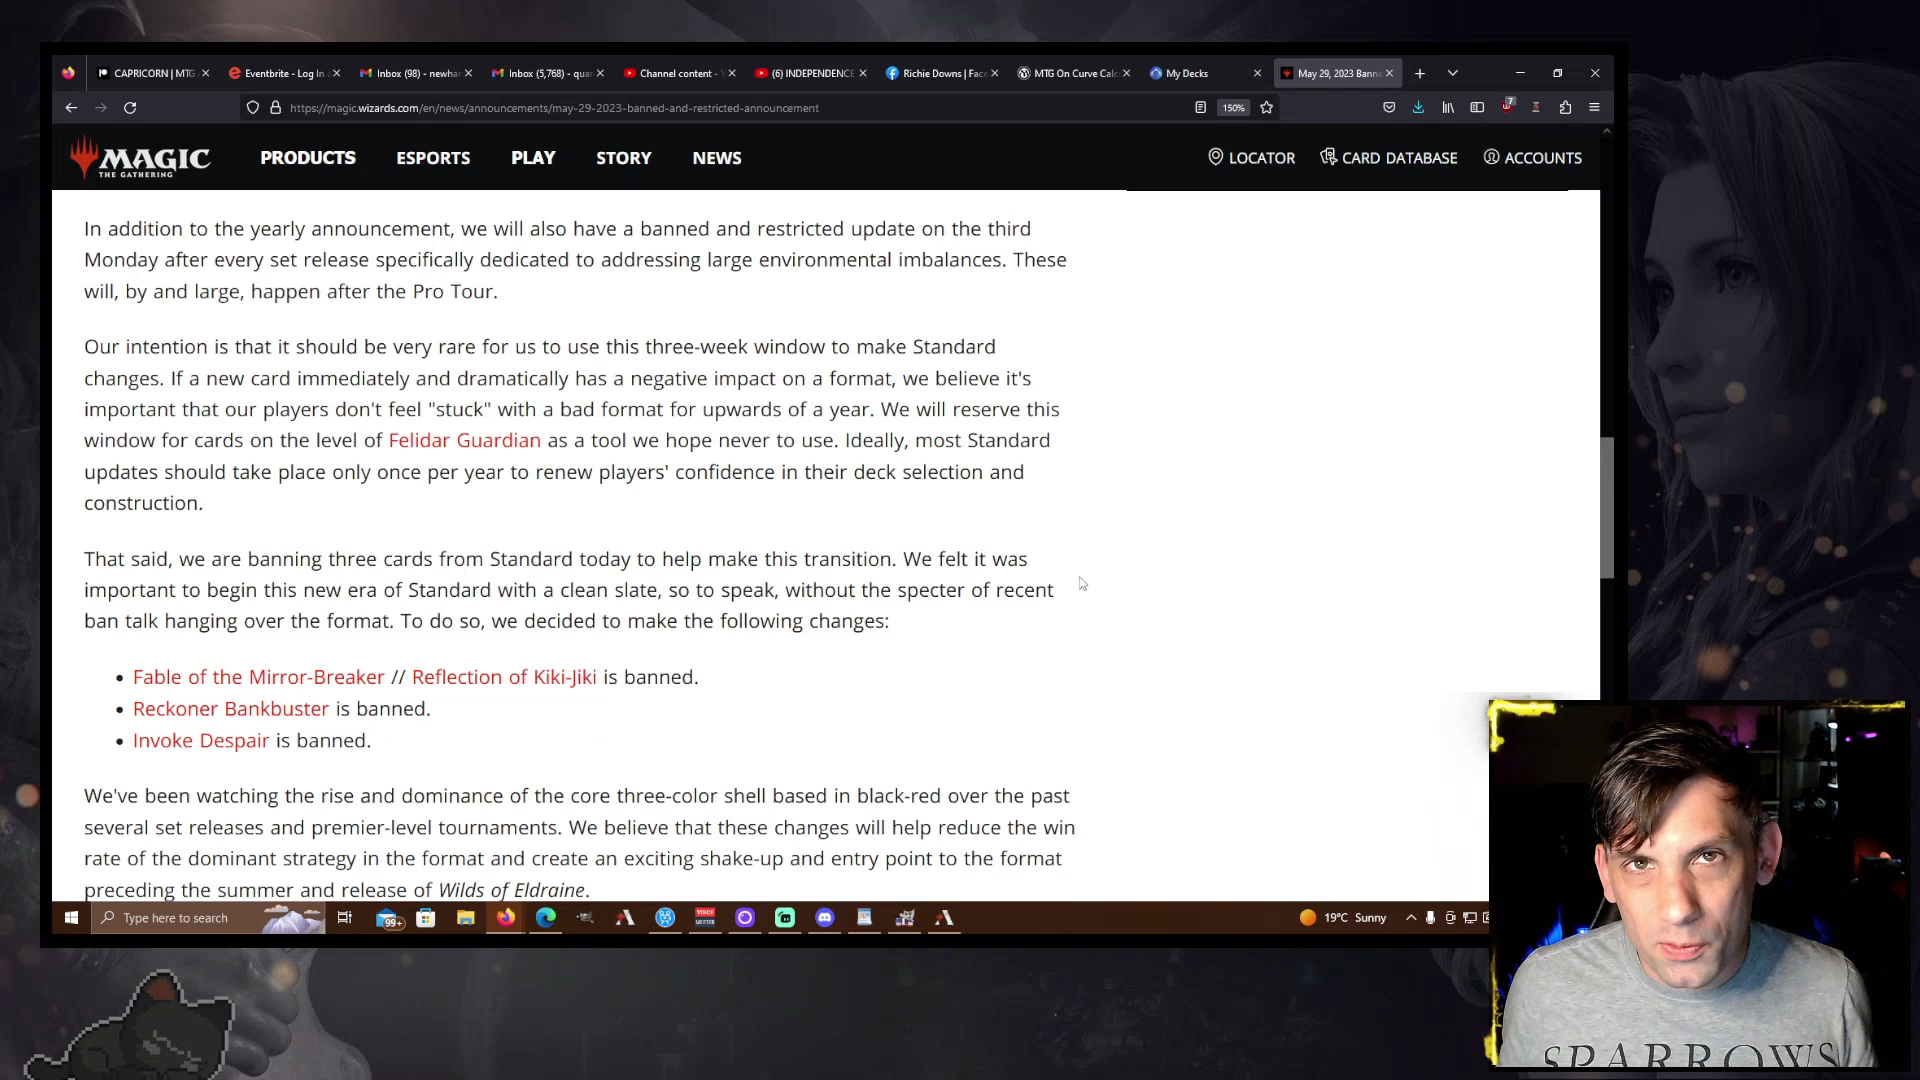 CAPRICORN | MTG
Eventbrite - Log In
Inbox (98) - newha
Inbox (5,768) - qua
Channel content -
(6) INDEPENDENCE
Richie Downs | Fac
MTG On Curve Calc
My Decks
May 29, 2023 Bann
https://magic.wizards.com/en/news/announcements/may-29-2023-banned-and-restricted-announcement
150%
7
MAGIC
THE GATHERING
PRODUCTS ESPORTS PLAY STORY NEWS
LOCATOR CARD DATABASE ACCOUNTS
In addition to the yearly announcement, we will also have a banned and restricted update on the third
Monday after every set release specifically dedicated to addressing large environmental imbalances. These
will, by and large, happen after the Pro Tour.
Our intention is that it should be very rare for us to use this three-week window to make Standard
changes. If a new card immediately and dramatically has a negative impact on a format, we believe it's
important that our players don't feel "stuck" with a bad format for upwards of a year. We will reserve this
window for cards on the level of Felidar Guardian as a tool we hope never to use. Ideally, most Standard
updates should take place only once per year to renew players' confidence in their deck selection and
construction.
That said, we are banning three cards from Standard today to help make this transition. We felt it was
important to begin this new era of Standard with a clean slate, so to speak, without the specter of recent
ban talk hanging over the format. To do so, we decided to make the following changes:
• Fable of the Mirror-Breaker // Reflection of Kiki-Jiki is banned.
• Reckoner Bankbuster is banned.
• Invoke Despair is banned.
We've been watching the rise and dominance of the core three-color shell based in black-red over the past
several set releases and premier-level tournaments. We believe that these changes will help reduce the win
rate of the dominant strategy in the format and create an exciting shake-up and entry point to the format
preceding the summer and release of Wilds of Eldraine.
Type here to search
99+
19°C Sunny
SPARROWS